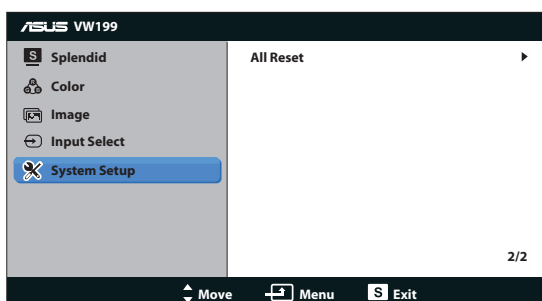 ASUS VW199
S Splendid
Color
Image
Input Select
System Setup
All Reset
2/2
Move Menu S Exit